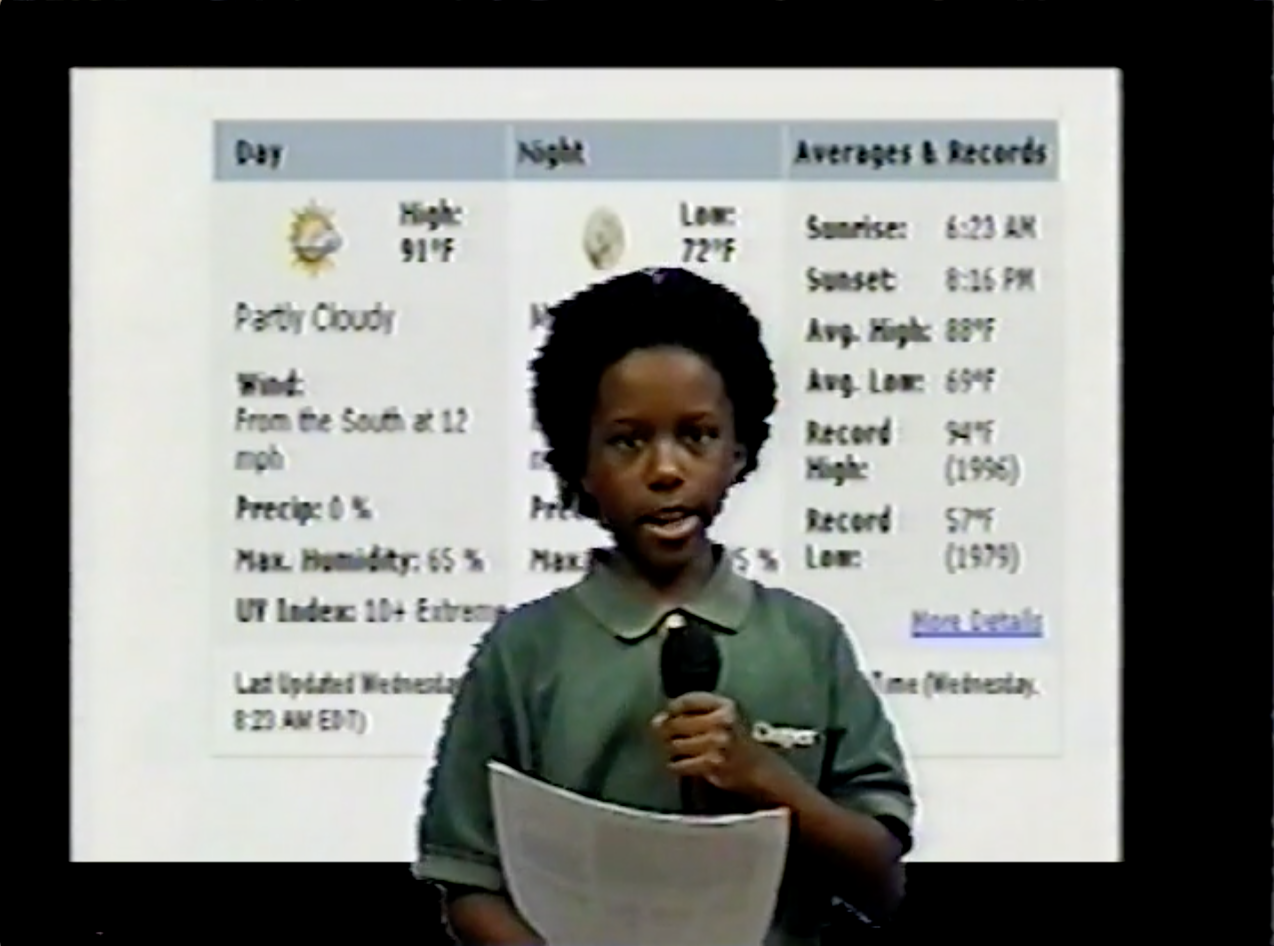 Day Night Averages & Records
High:
91°F
Low:
72°F
Partly Cloudy
Wind:
From the South at 12
mph
Precip: 0 %
Max. Humidity: 65 %
UV Index: 10+ Extreme
Max.
5 %
Sunrise: 6:23 AM
Sunset: 8:16 PM
Avg. High: 88°F
Avg. Low: 69°F
Record High: 94°F (1996)
Record Low: 57°F (1979)
More Details
Last Updated Wednesday
Time (Wednesday,
8:23 AM EDT)